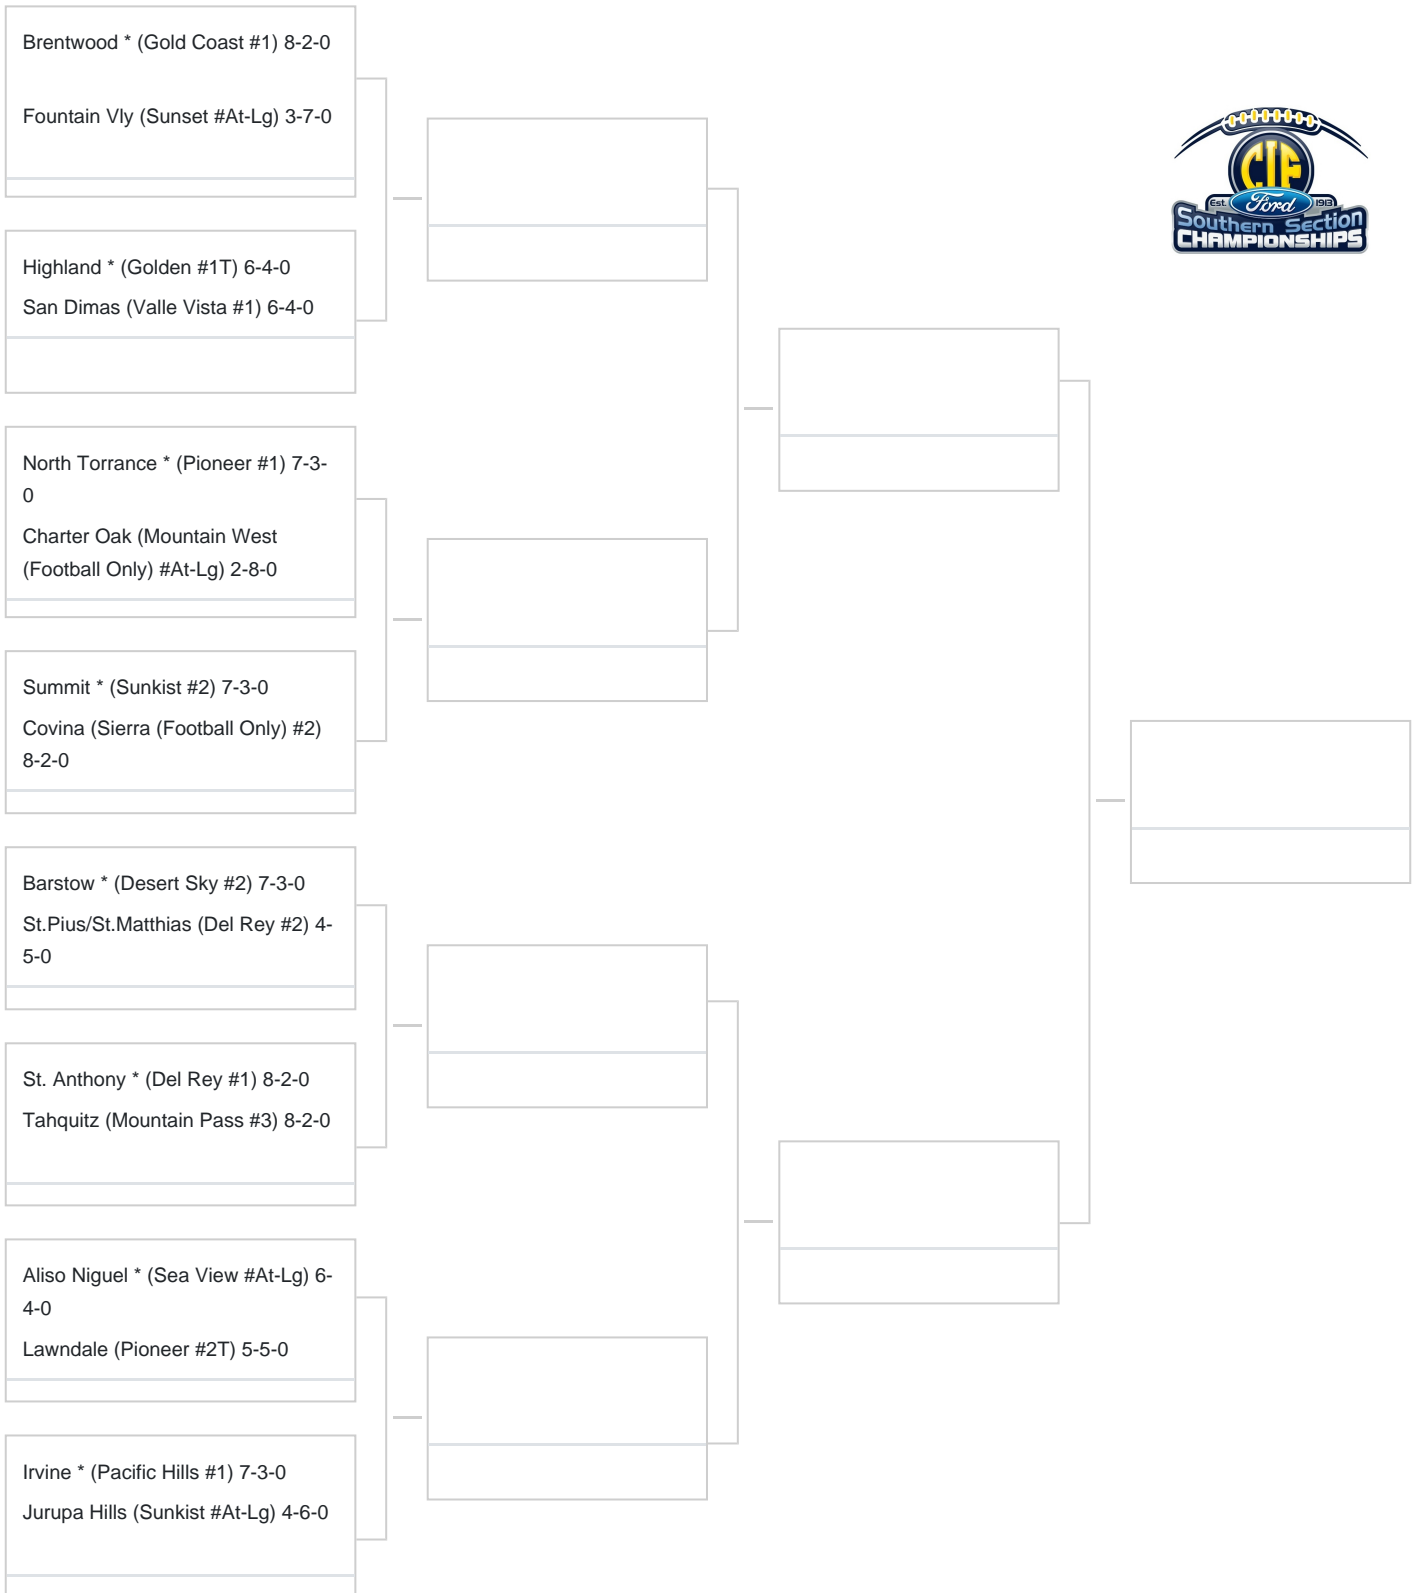 Brentwood * (Gold Coast #1) 8-2-0
Fountain Vly (Sunset #At-Lg) 3-7-0
Highland * (Golden #1T) 6-4-0
San Dimas (Valle Vista #1) 6-4-0
North Torrance * (Pioneer #1) 7-3-
0
Charter Oak (Mountain West
(Football Only) #At-Lg) 2-8-0
Summit * (Sunkist #2) 7-3-0
Covina (Sierra (Football Only) #2)
8-2-0
Barstow * (Desert Sky #2) 7-3-0
St.Pius/St.Matthias (Del Rey #2) 4-
5-0
St. Anthony * (Del Rey #1) 8-2-0
Tahquitz (Mountain Pass #3) 8-2-0
Aliso Niguel * (Sea View #At-Lg) 6-
4-0
Lawndale (Pioneer #2T) 5-5-0
Irvine * (Pacific Hills #1) 7-3-0
Jurupa Hills (Sunkist #At-Lg) 4-6-0
CIF
Est. Ford 1913
Southern Section
CHAMPIONSHIPS